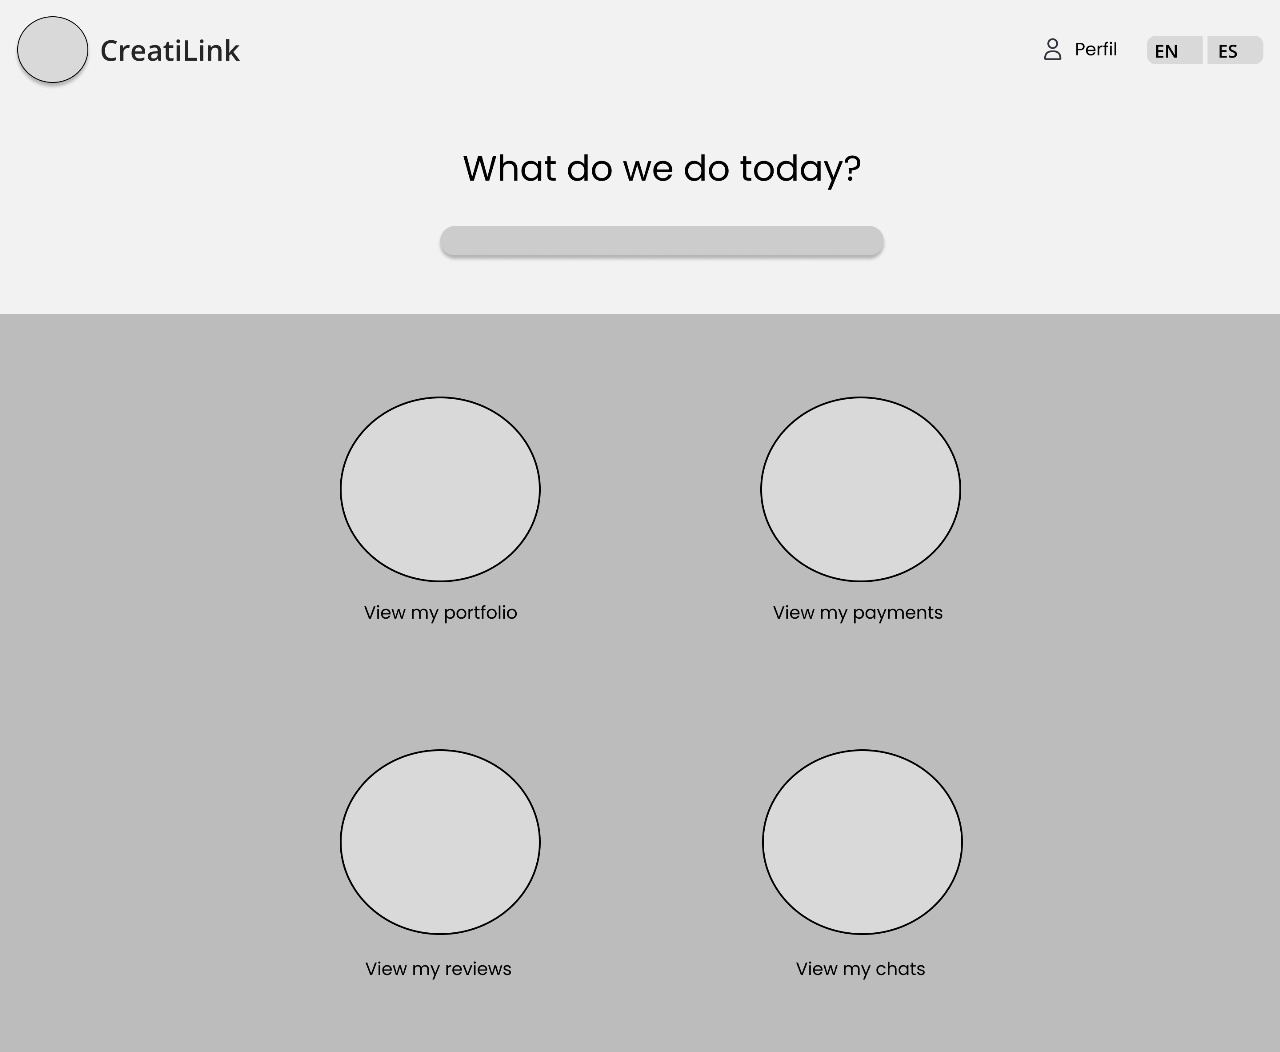 CreatiLink
Perfil
EN ES
What do we do today?
View my portfolio
View my payments
View my reviews
View my chats